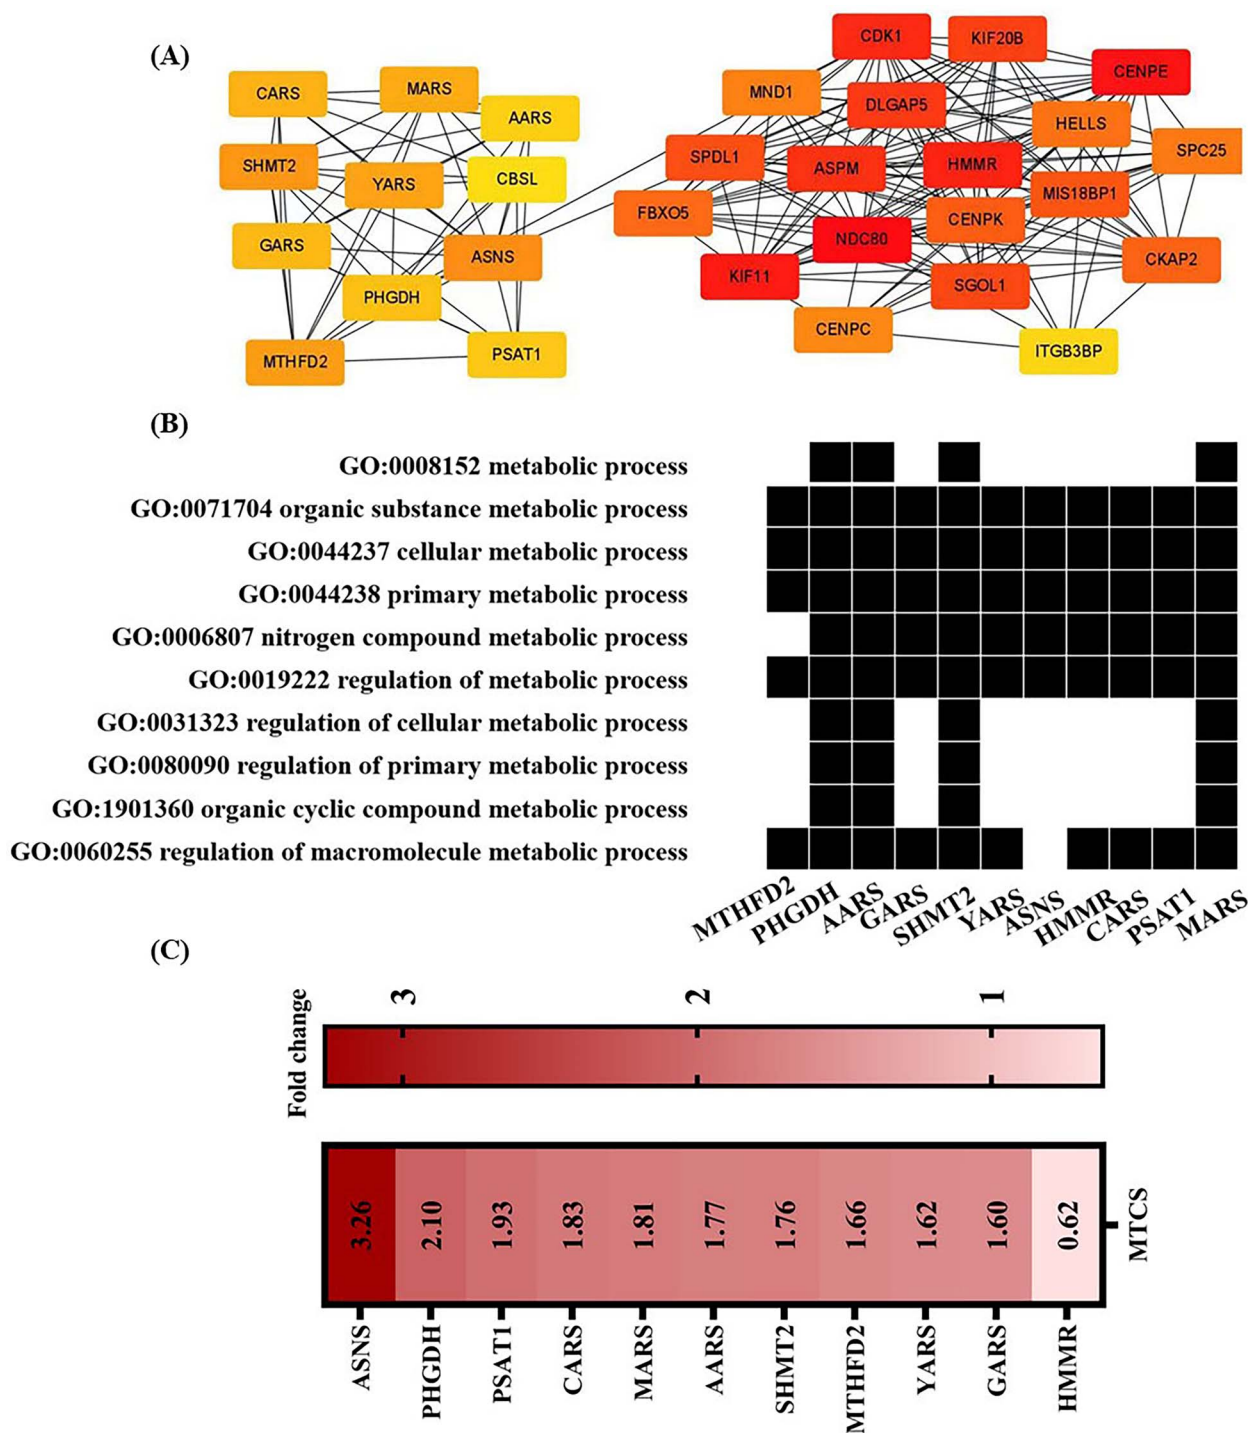 (A)
CDK1
KIF20B
CENPE
CARS
MARS
AARS
MND1
DLGAP5
HELLS
SHMT2
YARS
CBSL
SPDL1
ASPM
HMMR
SPC25
MIS18BP1
FBXO5
CENPK
GARS
ASNS
NDC80
CKAP2
KIF11
SGOL1
PHGDH
CENPC
MTHFD2
PSAT1
ITGB3BP
(B)
GO:0008152 metabolic process
GO:0071704 organic substance metabolic process
GO:0044237 cellular metabolic process
GO:0044238 primary metabolic process
GO:0006807 nitrogen compound metabolic process
GO:0019222 regulation of metabolic process
GO:0031323 regulation of cellular metabolic process
GO:0080090 regulation of primary metabolic process
GO:1901360 organic cyclic compound metabolic process
GO:0060255 regulation of macromolecule metabolic process
MTHFD2
PHGDH
AARS
GARS
SHMT2
YARS
ASNS
HMMR
CARS
PSAT1
MARS
(C)
Fold change
3
2
1
3.26
2.10
1.93
1.83
1.81
1.77
1.76
1.66
1.62
1.60
0.62
MTCS
ASNS
PHGDH
PSAT1
CARS
MARS
AARS
SHMT2
MTHFD2
YARS
GARS
HMMR